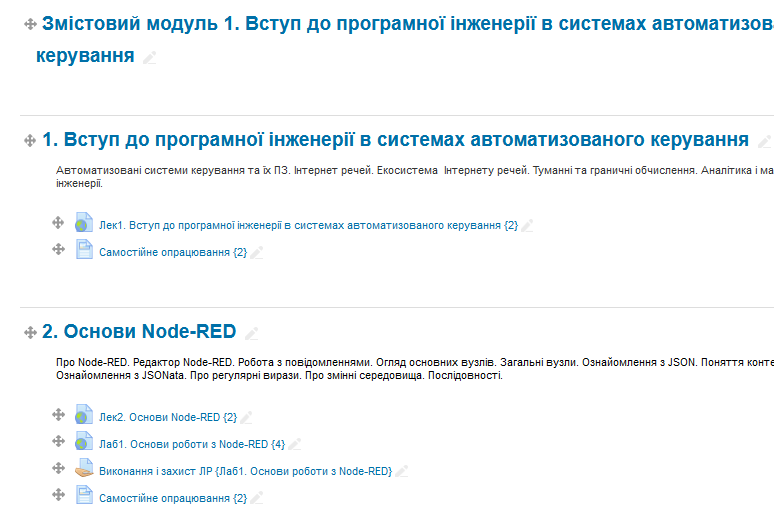 Змістовий модуль 1. Вступ до програмної інженерії в системах
керування
1. Вступ до програмної інженерії в системах автоматизованого керування
Автоматизовані системи керування та їх ПЗ. Інтернет речей. Екосистема Інтернету речей. Туманні та граничні обчислення. Аналітика і
інженерії.
Лек1. Вступ до програмної інженерії в системах автоматизованого керування {2}
Самостійне опрацювання {2}
2. Основи Node-RED
Про Node-RED. Редактор Node-RED. Робота з повідомленнями. Огляд основних вузлів. Загальні вузли. Ознайомлення з JSON. Поняття
Ознайомлення з JSONata. Про регулярні вирази. Про змінні середовища. Послідовності.
Лек2. Основи Node-RED {2}
Лаб1. Основи роботи з Node-RED {4}
Виконання і захист ЛР {Лаб1. Основи роботи з Node-RED}
Самостійне опрацювання {2}